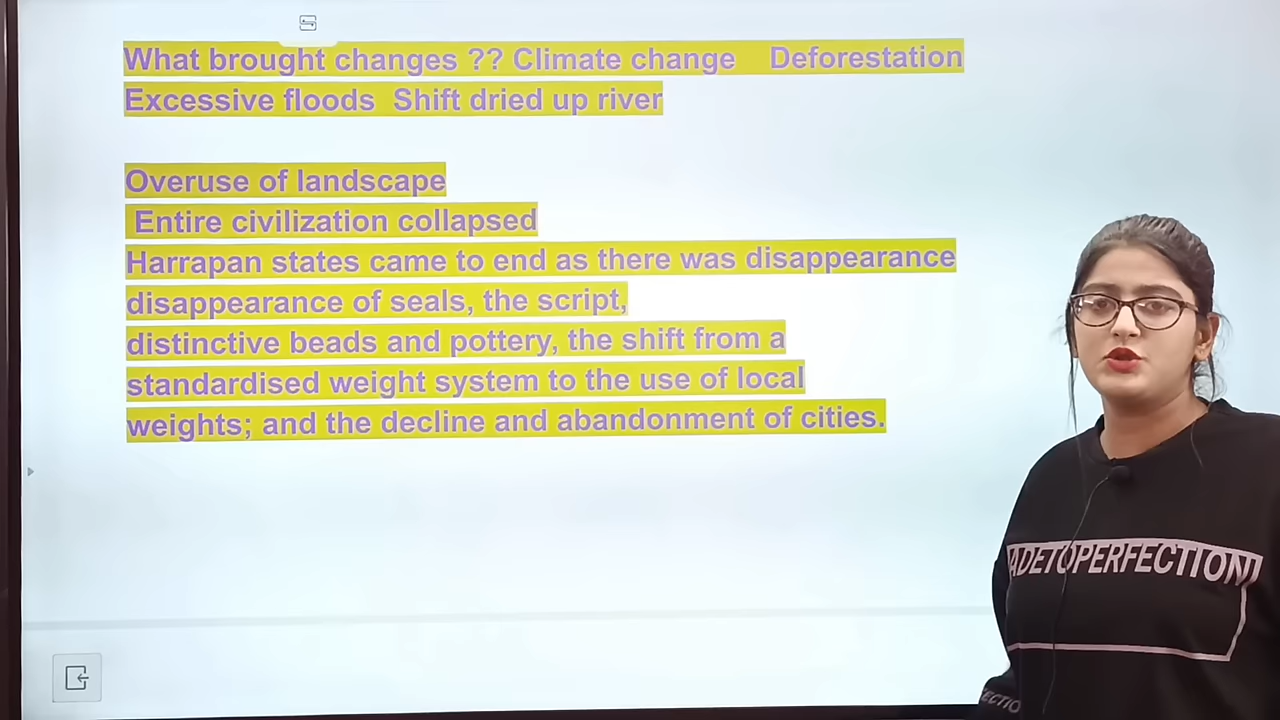 What brought changes ?? Climate change Deforestation
Excessive floods Shift dried up river
Overuse of landscape
Entire civilization collapsed
Harrapan states came to end as there was disappearance
disappearance of seals, the script,
distinctive beads and pottery, the shift from a
standardised weight system to the use of local
weights; and the decline and abandonment of cities.
ADETOPERFECTION
ECTIO